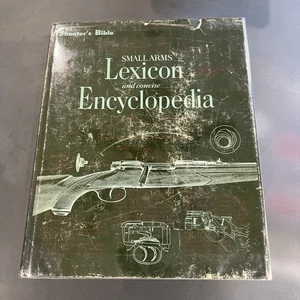 Shooter's Bible
SMALL ARMS
Lexicon
and concise
Encyclopedia